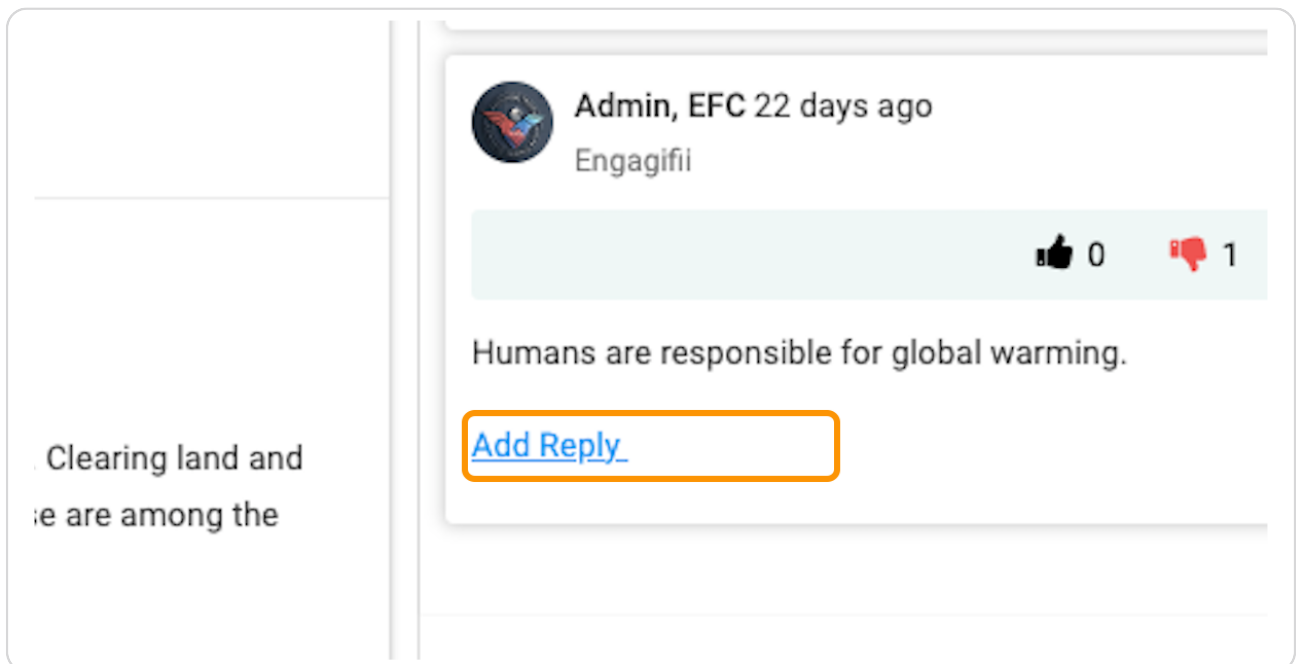 Admin, EFC 22 days ago
Engagifii
0 1
Humans are responsible for global warming.
Add Reply
. Clearing land and
se are among the